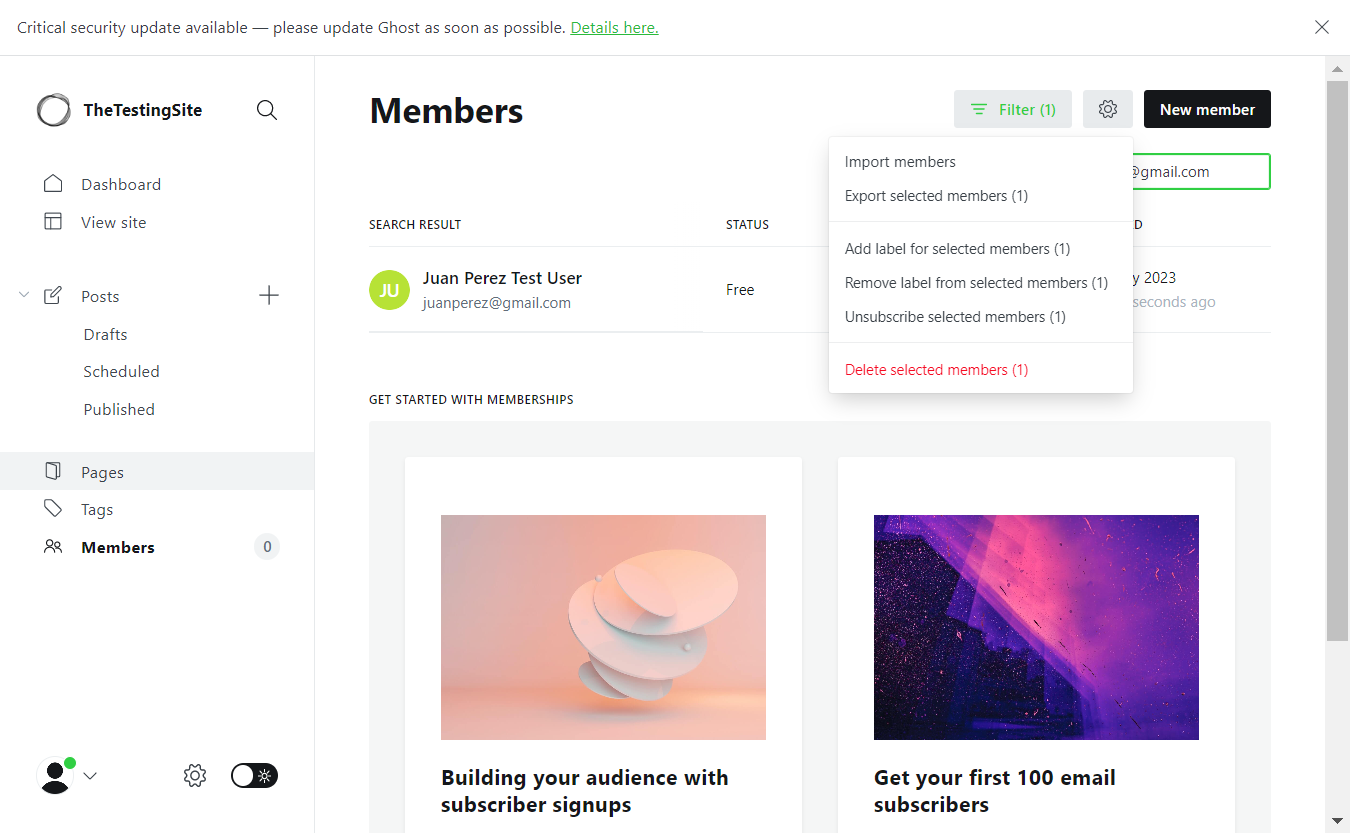 Critical security update available — please update Ghost as soon as possible. Details here.
TheTestingSite
Dashboard
View site
Posts
Drafts
Scheduled
Published
Pages
Tags
Members
0
Members
Filter (1)
New member
@gmail.com
Import members
Export selected members (1)
Add label for selected members (1)
Remove label from selected members (1)
Unsubscribe selected members (1)
Delete selected members (1)
SEARCH RESULT
STATUS
JU
Juan Perez Test User
juanperez@gmail.com
Free
2023
seconds ago
GET STARTED WITH MEMBERSHIPS
Building your audience with
subscriber signups
Get your first 100 email
subscribers